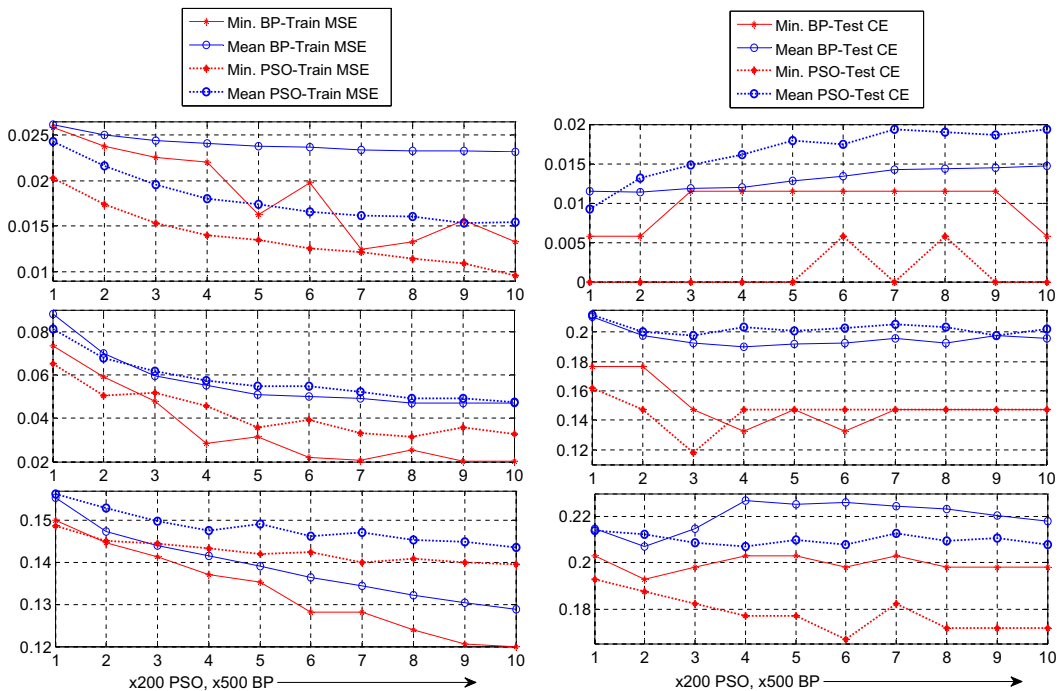 Min. BP-Train MSE
Mean BP-Train MSE
Min. PSO-Train MSE
Mean PSO-Train MSE
Min. BP-Test CE
Mean BP-Test CE
Min. PSO-Test CE
Mean PSO-Test CE
0.025
0.02
0.015
0.01
1 2 3 4 5 6 7 8 9 10
0.02
0.015
0.01
0.005
0
1 2 3 4 5 6 7 8 9 10
0.08
0.06
0.04
0.02
1 2 3 4 5 6 7 8 9 10
0.2
0.18
0.16
0.14
0.12
1 2 3 4 5 6 7 8 9 10
0.15
0.14
0.13
0.12
1 2 3 4 5 6 7 8 9 10
0.22
0.2
0.18
1 2 3 4 5 6 7 8 9 10
x200 PSO, x500 BP
x200 PSO, x500 BP